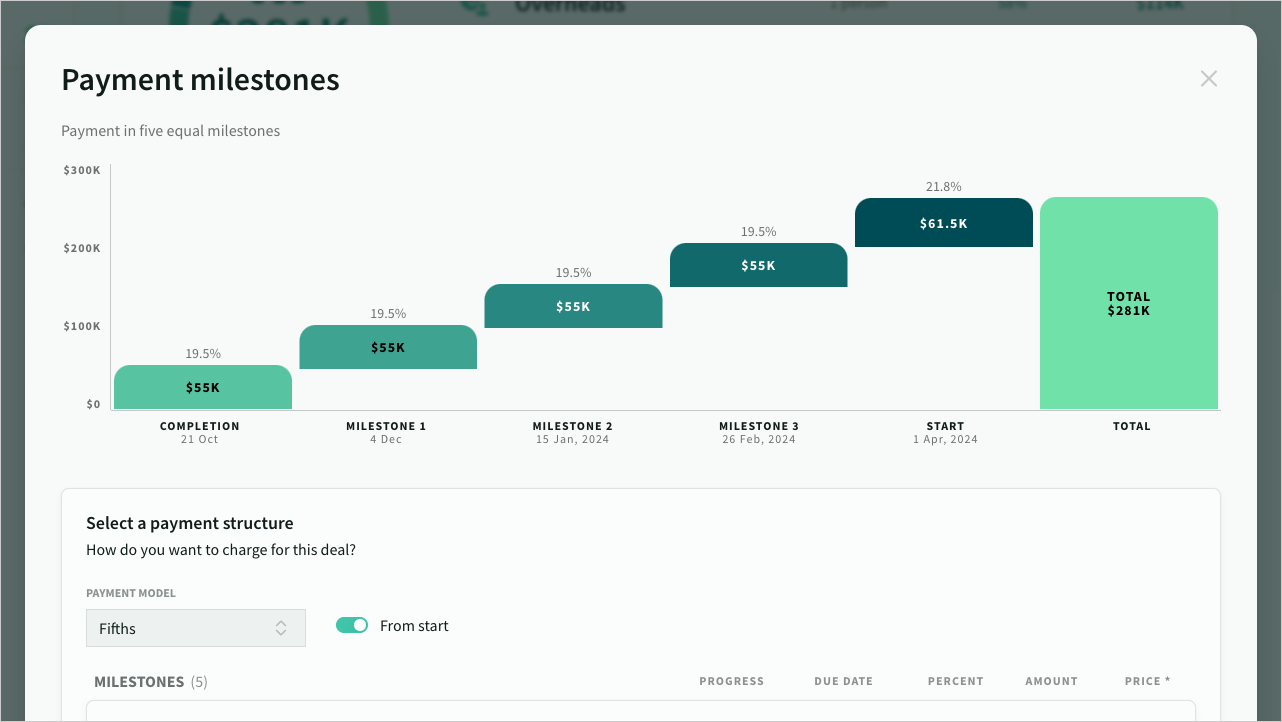 Overheads
Payment milestones
Payment in five equal milestones
$300K
$200K
$100K
$0
19.5%
$55K
19.5%
$55K
19.5%
$55K
19.5%
$55K
21.8%
$61.5K
TOTAL
$281K
COMPLETION
21 Oct
MILESTONE 1
4 Dec
MILESTONE 2
15 Jan, 2024
MILESTONE 3
26 Feb, 2024
START
1 Apr, 2024
TOTAL
Select a payment structure
How do you want to charge for this deal?
PAYMENT MODEL
Fifths
From start
MILESTONES (5)
PROGRESS DUE DATE PERCENT AMOUNT PRICE *